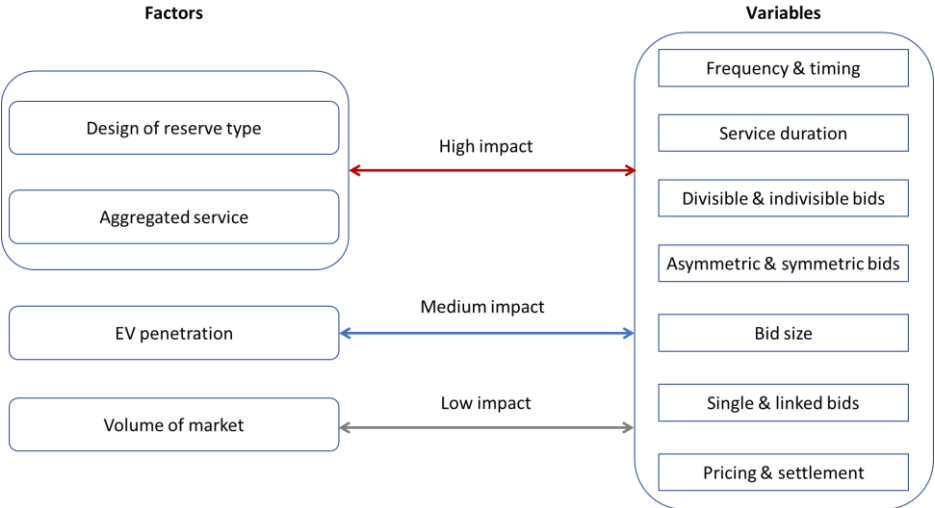 Factors
Variables
Design of reserve type
Aggregated service
EV penetration
Volume of market
High impact
Medium impact
Low impact
Frequency & timing
Service duration
Divisible & indivisible bids
Asymmetric & symmetric bids
Bid size
Single & linked bids
Pricing & settlement